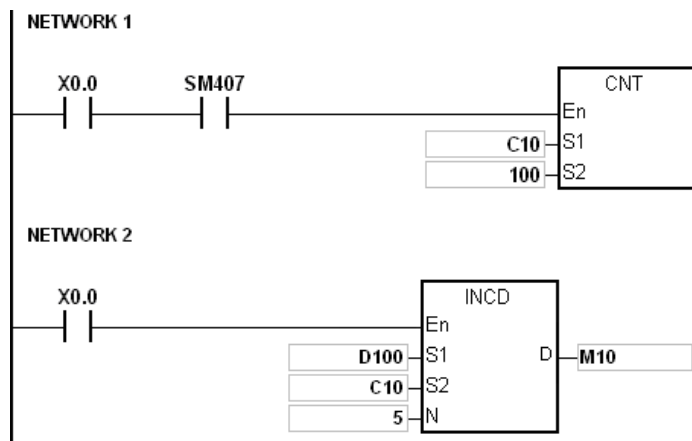 NETWORK 1
X0.0 SM407
CNT
En
C10 S1
100 S2
NETWORK 2
X0.0
INCD
En
D100 S1 D M10
C10 S2
5 N